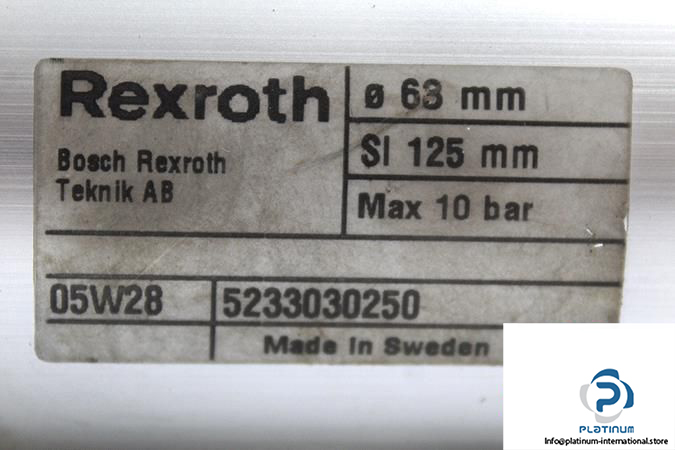 Rexroth
Bosch Rexroth
Teknik AB
ø 63 mm
Sl 125 mm
Max 10 bar
05W28
5233030250
Made In Sweden
PLATINUM
Info@platinum-international.store